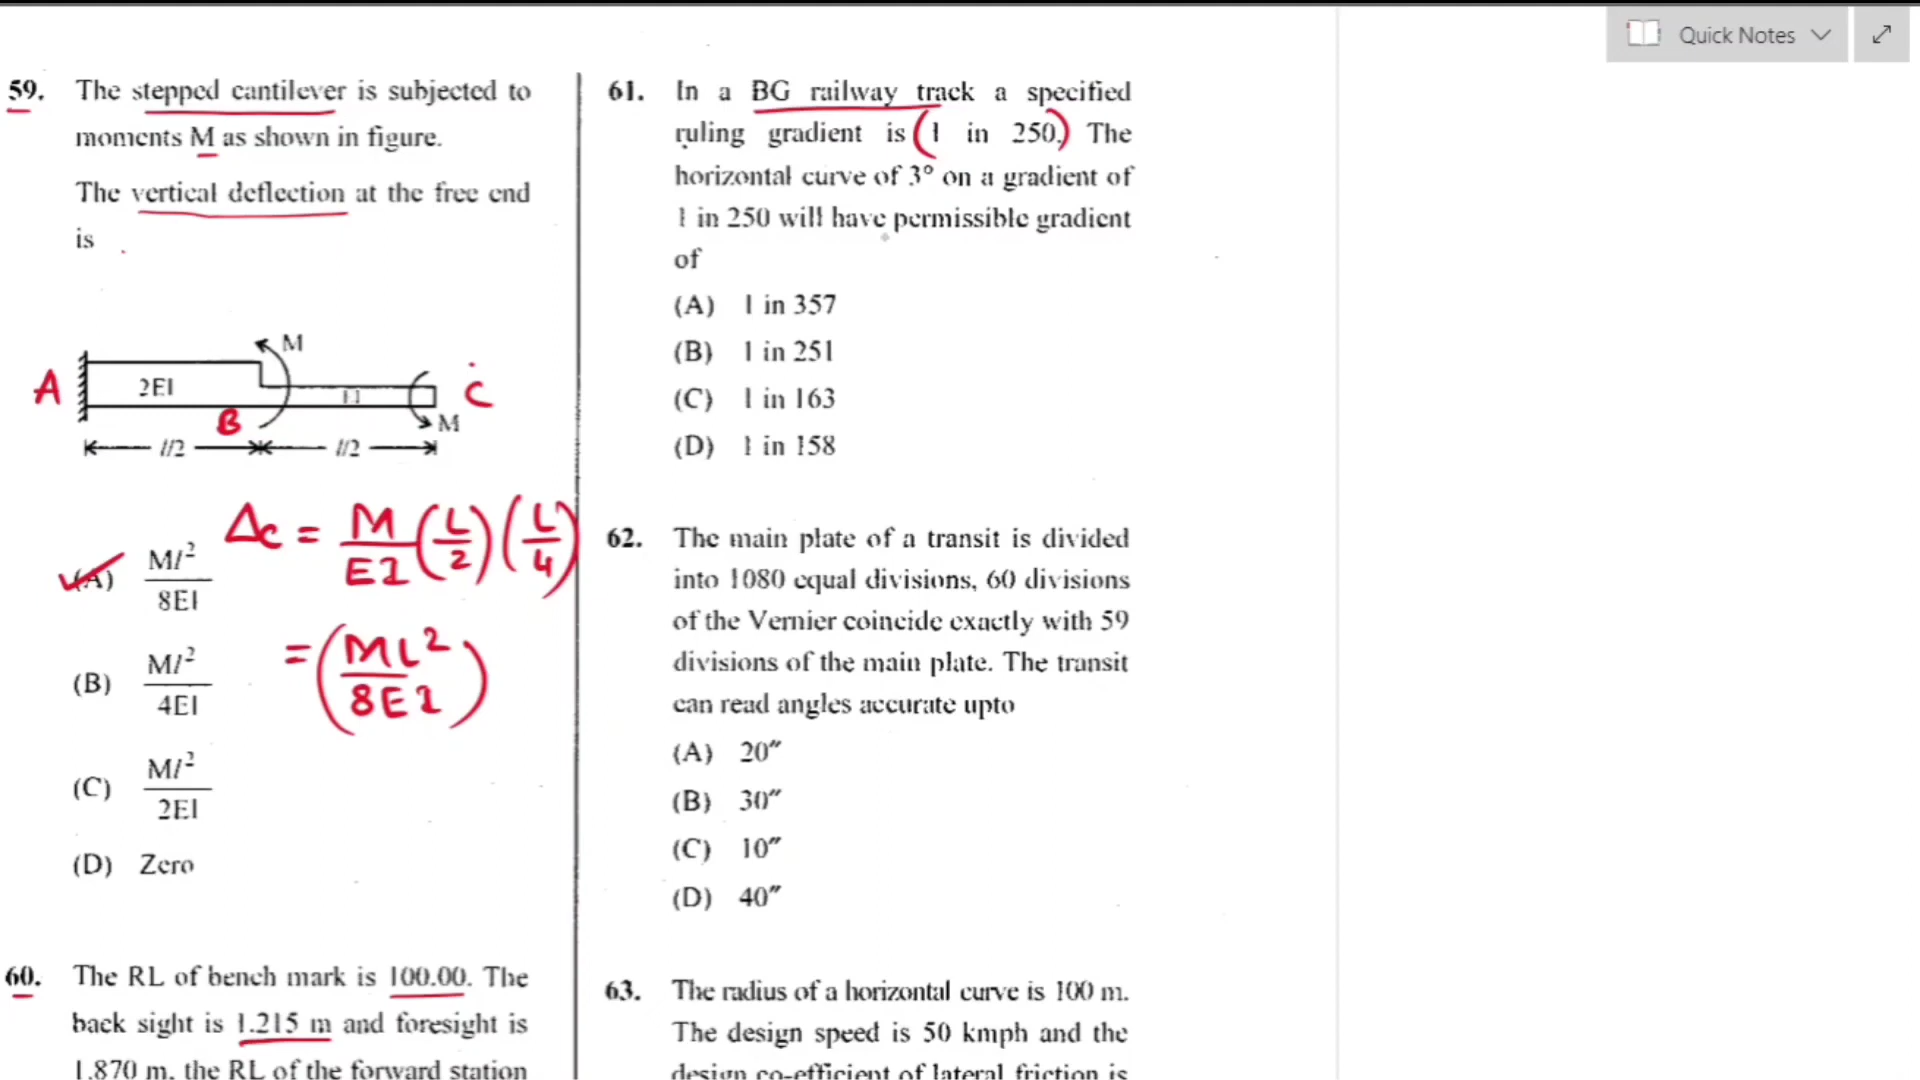 Quick Notes
59. The stepped cantilever is subjected to
moments M as shown in figure.
The vertical deflection at the free end
is
M
A
2EI
B
EI
C
M
l/2
l/2
(A) Ml²/8EI
Δc = M/EI (L/2)(L/4)
= (ML²/8EI)
(B) Ml²/4EI
(C) Ml²/2EI
(D) Zero
60. The RL of bench mark is 100.00. The
back sight is 1.215 m and foresight is
1.870 m, the RL of the forward station
61. In a BG railway track a specified
ruling gradient is (1 in 250.) The
horizontal curve of 3° on a gradient of
1 in 250 will have permissible gradient
of
(A) 1 in 357
(B) 1 in 251
(C) 1 in 163
(D) 1 in 158
62. The main plate of a transit is divided
into 1080 equal divisions, 60 divisions
of the Vernier coincide exactly with 59
divisions of the main plate. The transit
can read angles accurate upto
(A) 20″
(B) 30″
(C) 10″
(D) 40″
63. The radius of a horizontal curve is 100 m.
The design speed is 50 kmph and the
design co-efficient of lateral friction is